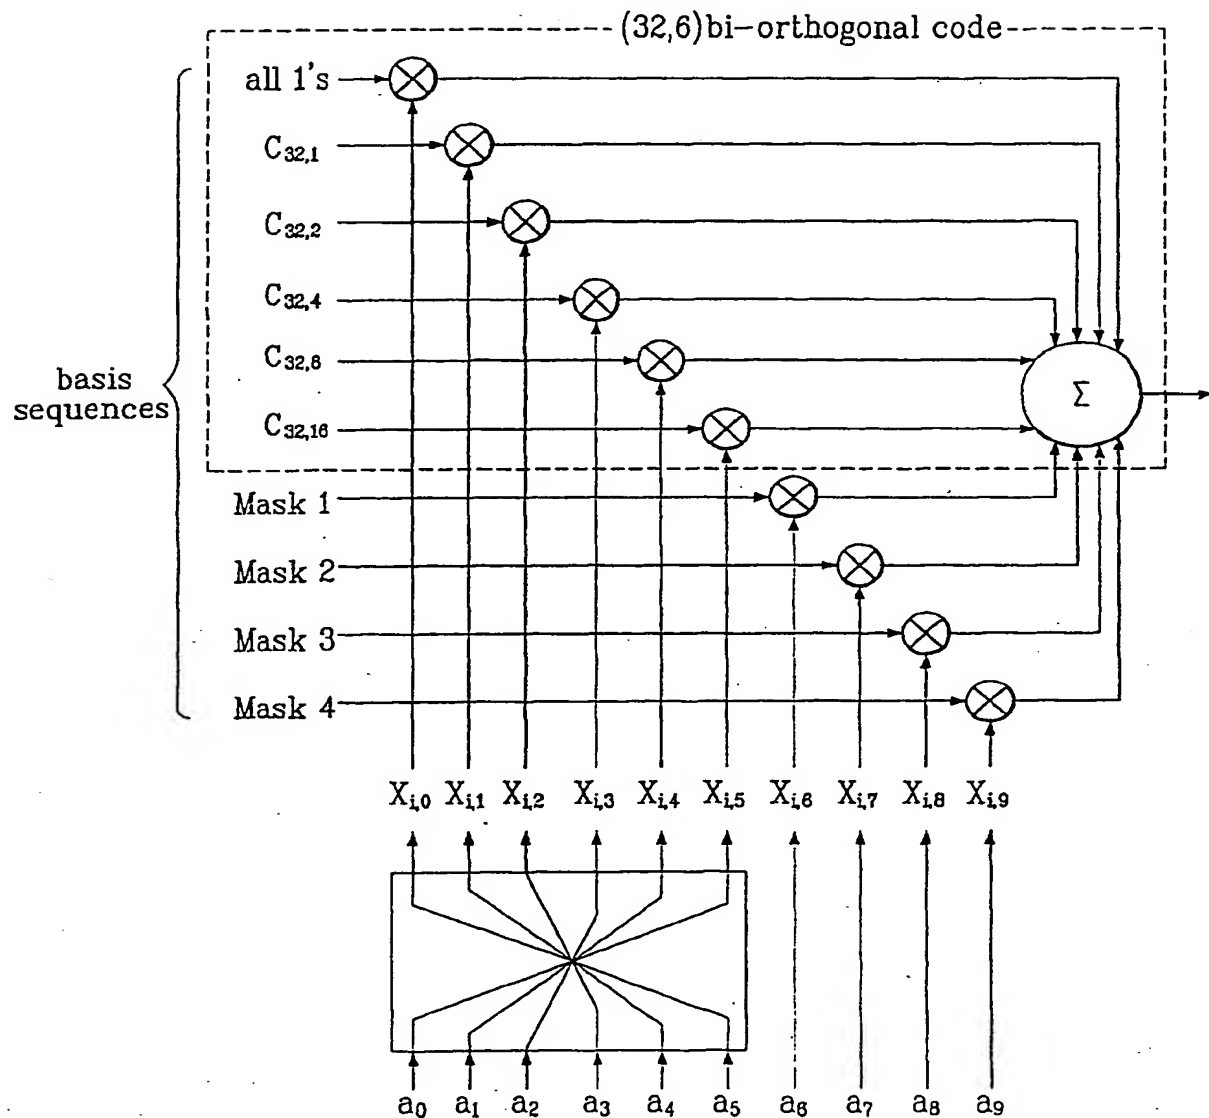 (32,6)bi-orthogonal code
all 1's
C32,1
C32,2
C32,4
C32,8
C32,16
basis
sequences
Σ
Mask 1
Mask 2
Mask 3
Mask 4
Xi,0 Xi,1 Xi,2 Xi,3 Xi,4 Xi,5 Xi,6 Xi,7 Xi,8 Xi,9
a0 a1 a2 a3 a4 a5 a6 a7 a8 a9